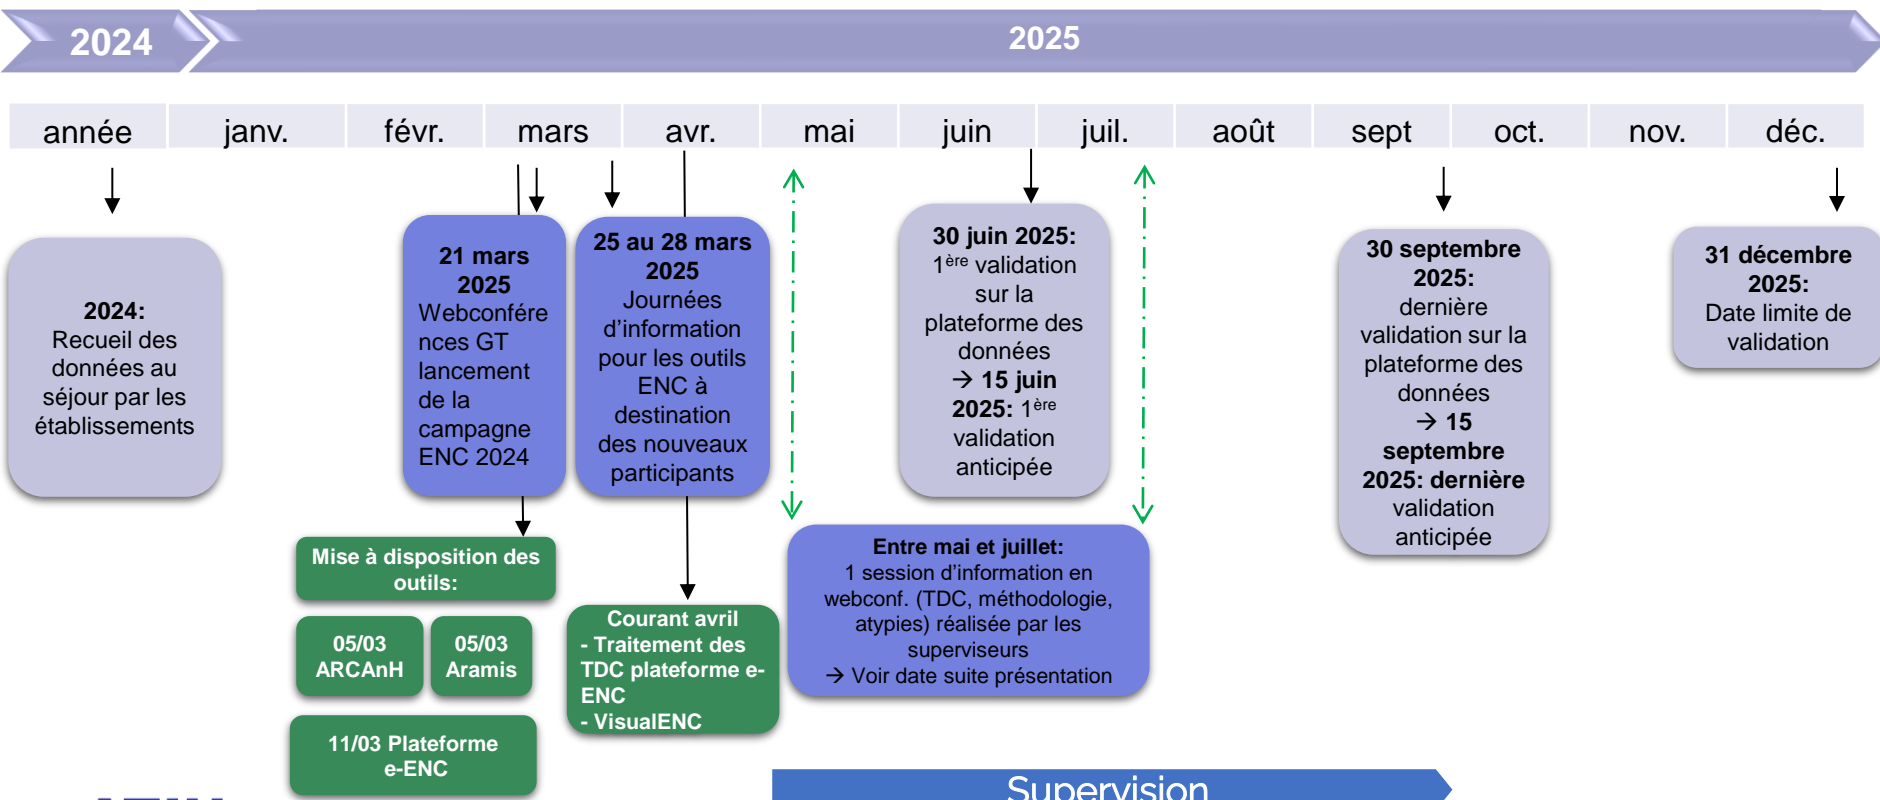 2024
2025
année
janv.
févr.
mars
avr.
mai
juin
juil.
août
sept
oct.
nov.
déc.
2024:
Recueil des
données au
séjour par les
établissements
21 mars
2025
Webconfére
nces GT
lancement
de la
campagne
ENC 2024
25 au 28 mars
2025
Journées
d’information
pour les outils
ENC à
destination
des nouveaux
participants
30 juin 2025:
1ère validation
sur la
plateforme des
données
→ 15 juin
2025: 1ère
validation
anticipée
30 septembre
2025:
dernière
validation sur la
plateforme des
données
→ 15
septembre
2025: dernière
validation
anticipée
31 décembre
2025:
Date limite de
validation
Mise à disposition des
outils:
05/03
ARCAnH
05/03
Aramis
11/03 Plateforme
e-ENC
Courant avril
- Traitement des
TDC plateforme e-
ENC
- VisualENC
Entre mai et juillet:
1 session d’information en
webconf. (TDC, méthodologie,
atypies) réalisée par les
superviseurs
→ Voir date suite présentation
Supervision